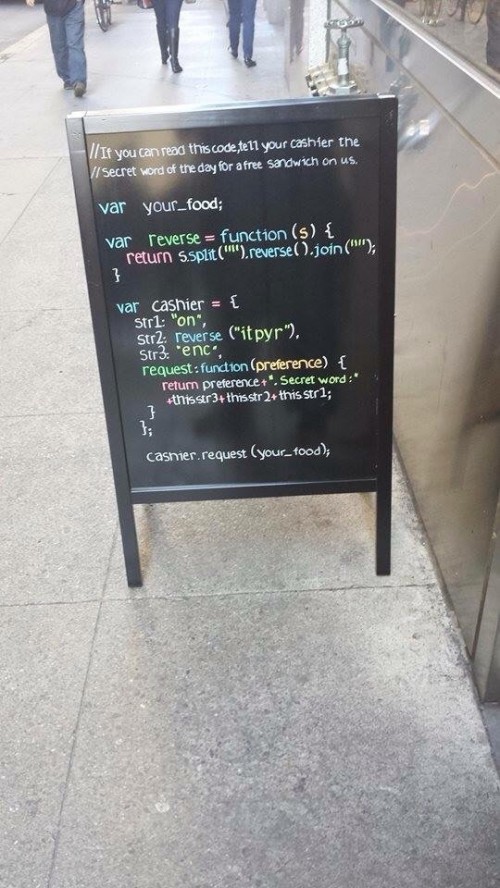 //If you can read this code,tell your cashier the
//Secret word of the day for a free sandwich on us.
var your_food;
var reverse = function (s) {
return s.split("").reverse().join("");
}
var cashier = {
str1: "on",
str2: reverse ("itpyr"),
str3: "enc",
request:function(preference) {
return preference+". Secret word:"
+this.str3+this.str2+this.str1;
}
};
cashier.request(your_food);